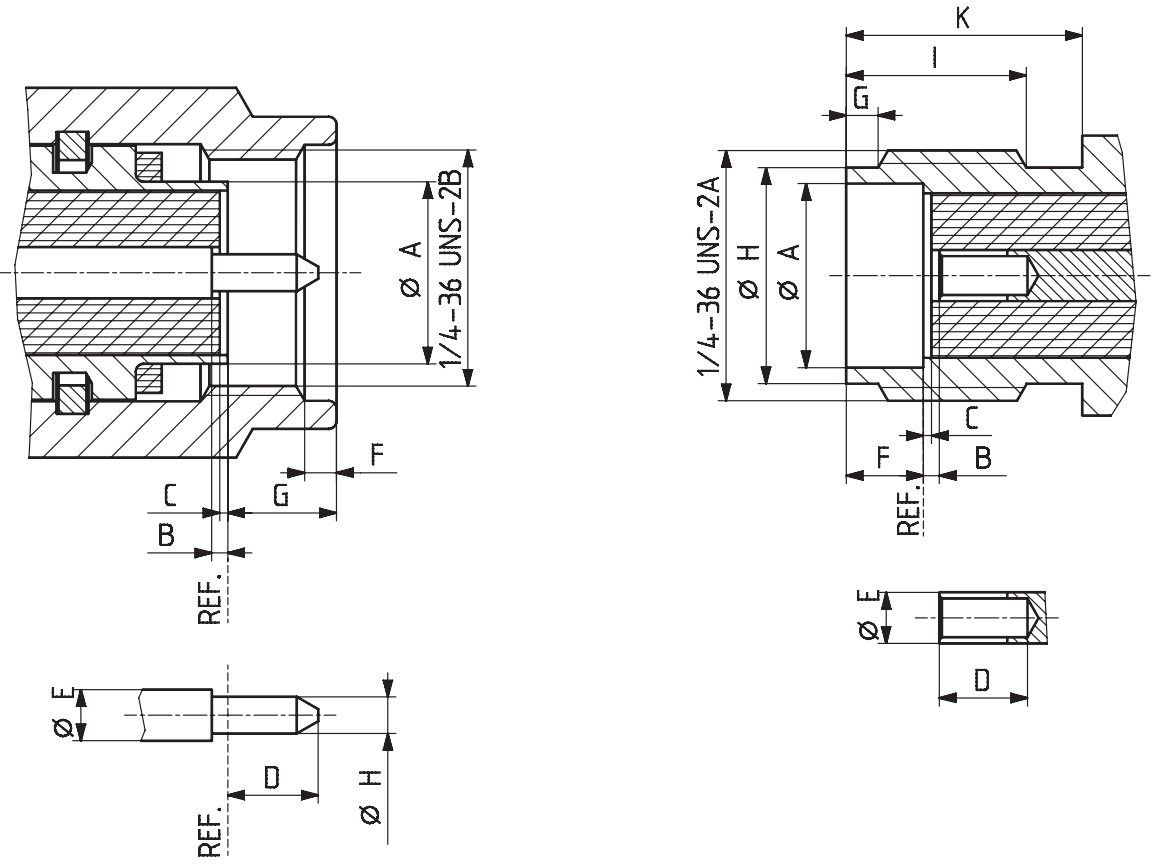 Ø A
1/4-36 UNS-2B
F
C
G
B
REF.
Ø E
D
Ø H
REF.
K
I
G
1/4-36 UNS-2A
Ø H
Ø A
C
F
B
REF.
Ø E
D